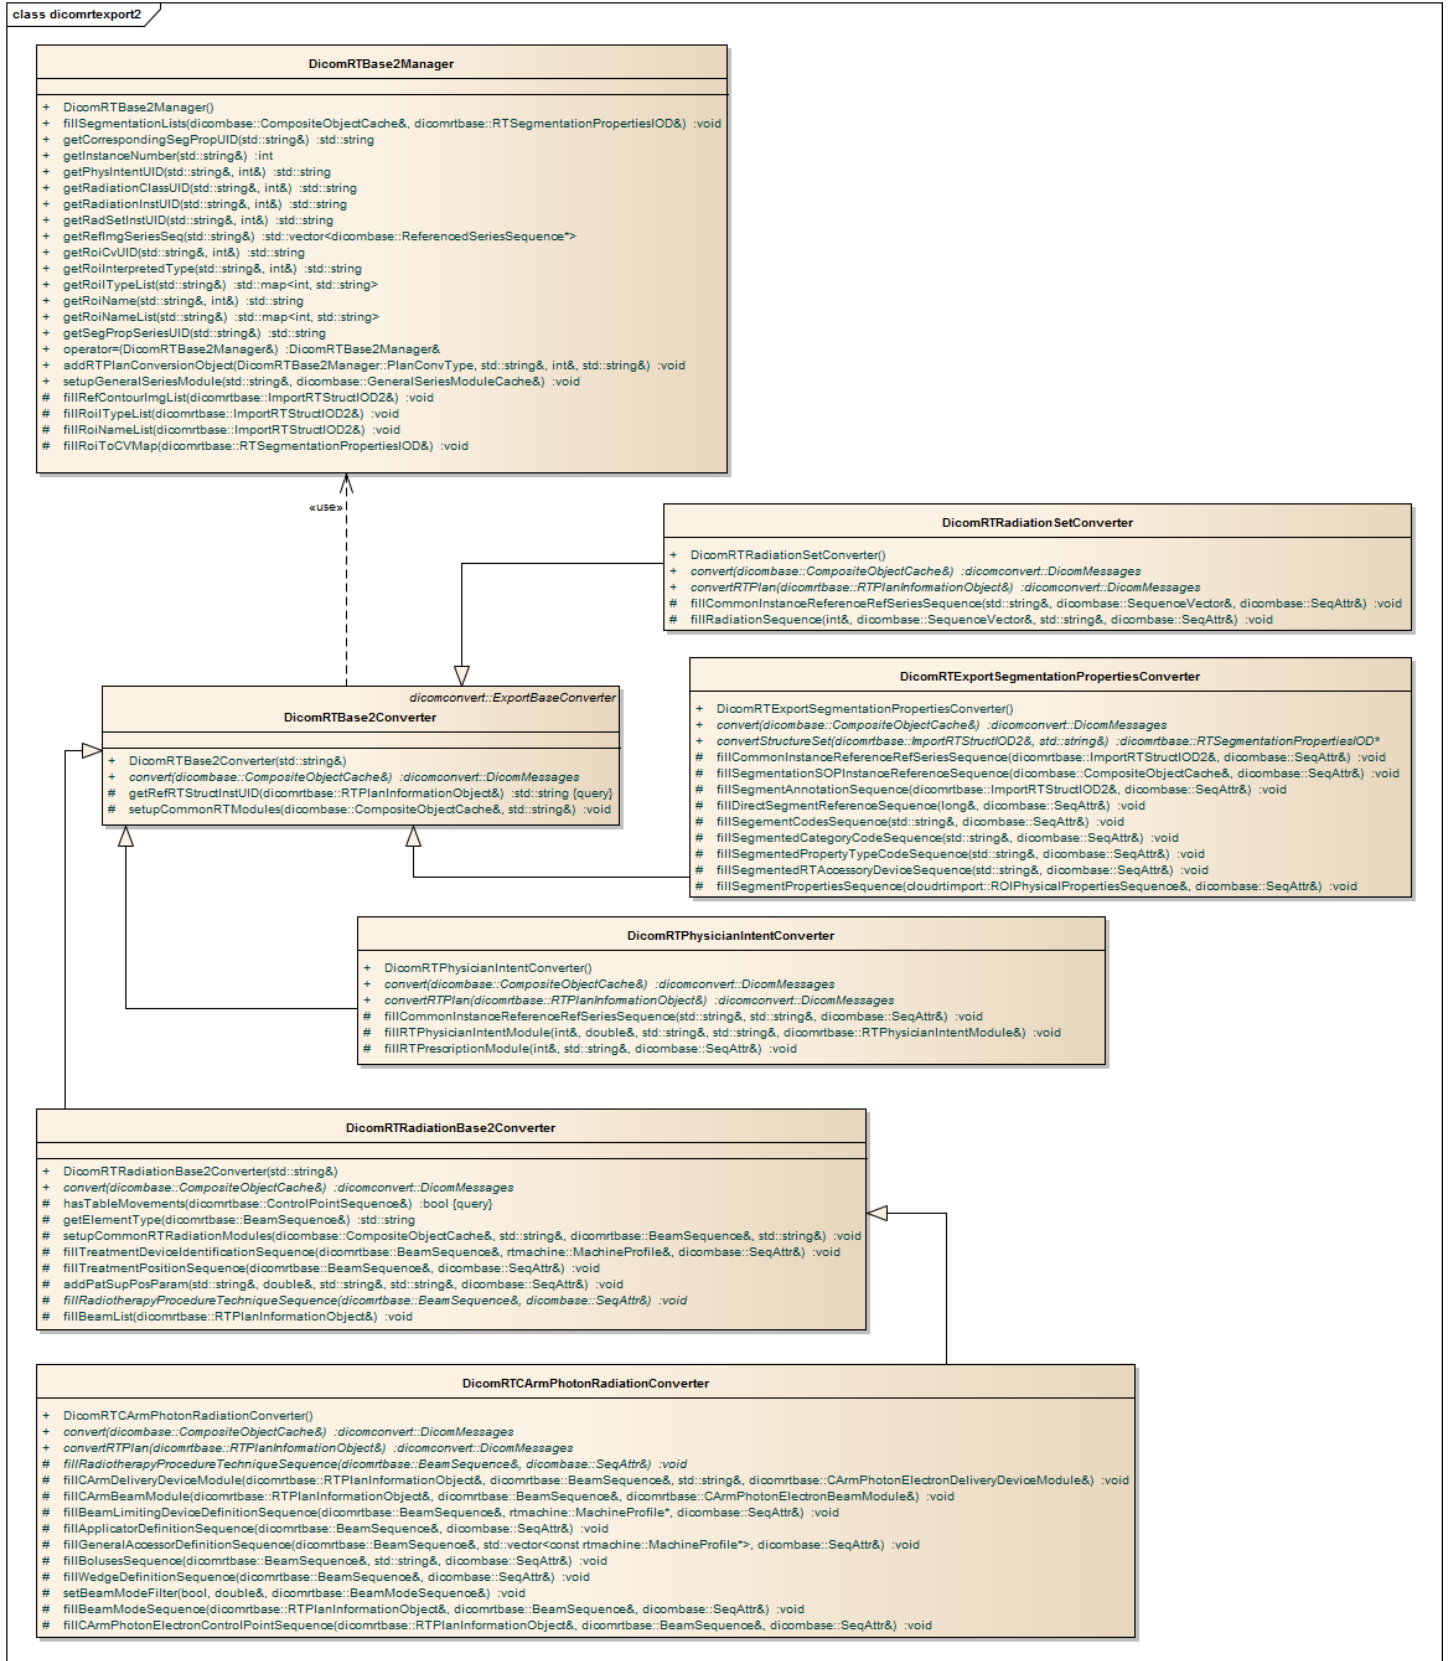 class dicomrtexport2
DicomRTBase2Manager
+ DicomRTBase2Manager()
+ fillSegmentationLists(dicombase::CompositeObjectCache&, dicomrtbase::RTSegmentationPropertiesIOD&) :void
+ getCorrespondingSegPropUID(std::string&) :std::string
+ getInstanceNumber(std::string&) :int
+ getPhysIntentUID(std::string&, int&) :std::string
+ getRadiationClassUID(std::string&, int&) :std::string
+ getRadiationInstUID(std::string&, int&) :std::string
+ getRadSetInstUID(std::string&, int&) :std::string
+ getRefImgSeriesSeq(std::string&) :std::vector<dicombase::ReferencedSeriesSequence*>
+ getRoiCvUID(std::string&, int&) :std::string
+ getRoiInterpretedType(std::string&, int&) :std::string
+ getRoiITypeList(std::string&) :std::map<int, std::string>
+ getRoiName(std::string&, int&) :std::string
+ getRoiNameList(std::string&) :std::map<int, std::string>
+ getSegPropSeriesUID(std::string&) :std::string
+ operator=(DicomRTBase2Manager&) :DicomRTBase2Manager&
+ addRTPlanConversionObject(DicomRTBase2Manager::PlanConvType, std::string&, int&, std::string&) :void
+ setupGeneralSeriesModule(std::string&, dicombase::GeneralSeriesModuleCache&) :void
# fillRefContourImgList(dicomrtbase::ImportRTStructIOD2&) :void
# fillRoiITypeList(dicomrtbase::ImportRTStructIOD2&) :void
# fillRoiNameList(dicomrtbase::ImportRTStructIOD2&) :void
# fillRoiToCVMap(dicomrtbase::RTSegmentationPropertiesIOD&) :void
«use»
DicomRTRadiationSetConverter
+ DicomRTRadiationSetConverter()
+ convert(dicombase::CompositeObjectCache&) :dicomconvert::DicomMessages
+ convertRTPlan(dicomrtbase::RTPlanInformationObject&) :dicomconvert::DicomMessages
# fillCommonInstanceReferenceRefSeriesSequence(std::string&, dicombase::SequenceVector&, dicombase::SeqAttr&) :void
# fillRadiationSequence(int&, dicombase::SequenceVector&, std::string&, dicombase::SeqAttr&) :void
DicomRTExportSegmentationPropertiesConverter
+ DicomRTExportSegmentationPropertiesConverter()
+ convert(dicombase::CompositeObjectCache&) :dicomconvert::DicomMessages
+ convertStructureSet(dicomrtbase::ImportRTStructIOD2&, std::string&) :dicomrtbase::RTSegmentationPropertiesIOD*
# fillCommonInstanceReferenceRefSeriesSequence(dicomrtbase::ImportRTStructIOD2&, dicombase::SeqAttr&) :void
# fillSegmentationSOPInstanceReferenceSequence(dicombase::CompositeObjectCache&, dicombase::SeqAttr&) :void
# fillSegmentAnnotationSequence(dicomrtbase::ImportRTStructIOD2&, dicombase::SeqAttr&) :void
# fillDirectSegmentReferenceSequence(long&, dicombase::SeqAttr&) :void
# fillSegementCodesSequence(std::string&, dicombase::SeqAttr&) :void
# fillSegmentedCategoryCodeSequence(std::string&, dicombase::SeqAttr&) :void
# fillSegmentedPropertyTypeCodeSequence(std::string&, dicombase::SeqAttr&) :void
# fillSegmentedRTAccessoryDeviceSequence(std::string&, dicombase::SeqAttr&) :void
# fillSegmentPropertiesSequence(cloudrtimport::ROIPhysicalPropertiesSequence&, dicombase::SeqAttr&) :void
dicomconvert::ExportBaseConverter
DicomRTBase2Converter
+ DicomRTBase2Converter(std::string&)
+ convert(dicombase::CompositeObjectCache&) :dicomconvert::DicomMessages
# getRefRTStructInstUID(dicomrtbase::RTPlanInformationObject&) :std::string {query}
# setupCommonRTModules(dicombase::CompositeObjectCache&, std::string&) :void
DicomRTPhysicianIntentConverter
+ DicomRTPhysicianIntentConverter()
+ convert(dicombase::CompositeObjectCache&) :dicomconvert::DicomMessages
+ convertRTPlan(dicomrtbase::RTPlanInformationObject&) :dicomconvert::DicomMessages
# fillCommonInstanceReferenceRefSeriesSequence(std::string&, std::string&, dicombase::SeqAttr&) :void
# fillRTPhysicianIntentModule(int&, double&, std::string&, std::string&, dicomrtbase::RTPhysicianIntentModule&) :void
# fillRTPrescriptionModule(int&, std::string&, dicombase::SeqAttr&) :void
DicomRTRadiationBase2Converter
+ DicomRTRadiationBase2Converter(std::string&)
+ convert(dicombase::CompositeObjectCache&) :dicomconvert::DicomMessages
# hasTableMovements(dicomrtbase::ControlPointSequence&) :bool {query}
# getElementType(dicomrtbase::BeamSequence&) :std::string
# setupCommonRTRadiationModules(dicombase::CompositeObjectCache&, std::string&, dicomrtbase::BeamSequence&, std::string&) :void
# fillTreatmentDeviceIdentificationSequence(dicomrtbase::BeamSequence&, rtmachine::MachineProfile&, dicombase::SeqAttr&) :void
# fillTreatmentPositionSequence(dicomrtbase::BeamSequence&, dicombase::SeqAttr&) :void
# addPatSupPosParam(std::string&, double&, std::string&, std::string&, dicombase::SeqAttr&) :void
# fillRadiotherapyProcedureTechniqueSequence(dicomrtbase::BeamSequence&, dicombase::SeqAttr&) :void
# fillBeamList(dicomrtbase::RTPlanInformationObject&) :void
DicomRTCArmPhotonRadiationConverter
+ DicomRTCArmPhotonRadiationConverter()
+ convert(dicombase::CompositeObjectCache&) :dicomconvert::DicomMessages
+ convertRTPlan(dicomrtbase::RTPlanInformationObject&) :dicomconvert::DicomMessages
# fillRadiotherapyProcedureTechniqueSequence(dicomrtbase::BeamSequence&, dicombase::SeqAttr&) :void
# fillCArmDeliveryDeviceModule(dicomrtbase::RTPlanInformationObject&, dicomrtbase::BeamSequence&, std::string&, dicomrtbase::CArmPhotonElectronDeliveryDeviceModule&) :void
# fillCArmBeamModule(dicomrtbase::RTPlanInformationObject&, dicomrtbase::BeamSequence&, dicomrtbase::CArmPhotonElectronBeamModule&) :void
# fillBeamLimitingDeviceDefinitionSequence(dicomrtbase::BeamSequence&, rtmachine::MachineProfile*, dicombase::SeqAttr&) :void
# fillApplicatorDefinitionSequence(dicomrtbase::BeamSequence&, dicombase::SeqAttr&) :void
# fillGeneralAccessorDefinitionSequence(dicomrtbase::BeamSequence&, std::vector<const rtmachine::MachineProfile*>, dicombase::SeqAttr&) :void
# fillBolusesSequence(dicomrtbase::BeamSequence&, std::string&, dicombase::SeqAttr&) :void
# fillWedgeDefinitionSequence(dicomrtbase::BeamSequence&, dicombase::SeqAttr&) :void
# setBeamModeFilter(bool, double&, dicomrtbase::BeamModeSequence&) :void
# fillBeamModeSequence(dicomrtbase::RTPlanInformationObject&, dicomrtbase::BeamSequence&, dicombase::SeqAttr&) :void
# fillCArmPhotonElectronControlPointSequence(dicomrtbase::RTPlanInformationObject&, dicomrtbase::BeamSequence&, dicombase::SeqAttr&) :void